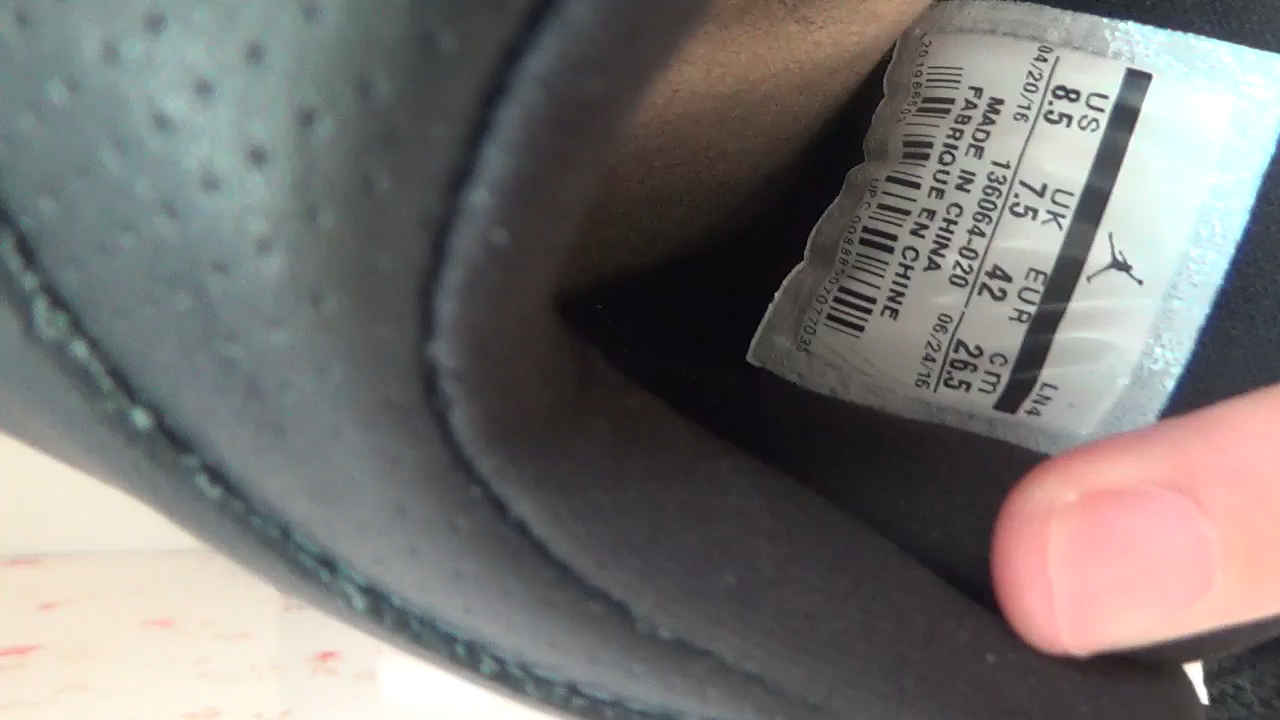 LN4
US UK EUR cm
8.5 7.5 42 26.5
04/20/16 136064-020 06/24/16
MADE IN CHINA
FABRIQUE EN CHINE